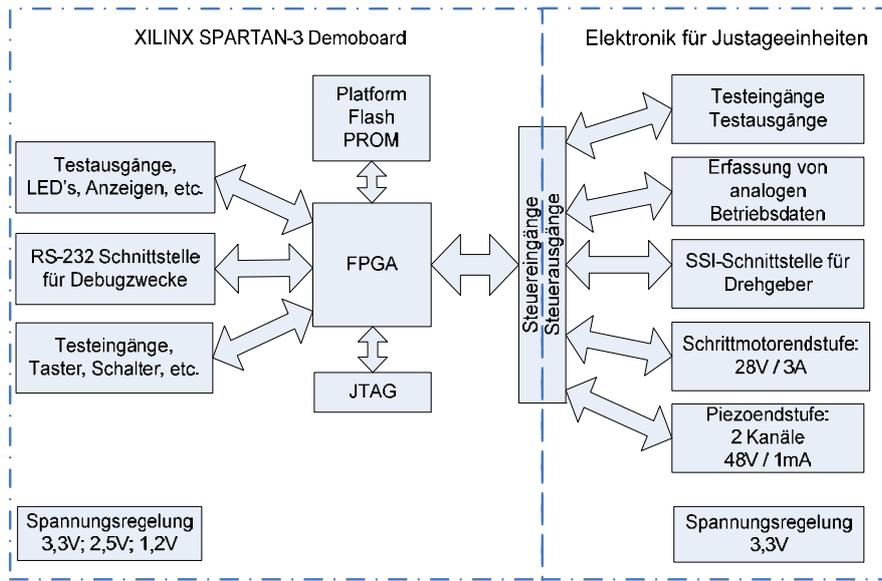 XILINX SPARTAN-3 Demoboard
Platform
Flash
PROM
Testausgänge,
LED's, Anzeigen, etc.
RS-232 Schnittstelle
für Debugzwecke
Testeingänge,
Taster, Schalter, etc.
FPGA
JTAG
Spannungsregelung
3,3V; 2,5V; 1,2V
Steuereingänge
Steuerausgänge
Elektronik für Justageeinheiten
Testeingänge
Testausgänge
Erfassung von
analogen
Betriebsdaten
SSI-Schnittstelle für
Drehgeber
Schrittmotorendstufe:
28V / 3A
Piezoendstufe:
2 Kanäle
48V / 1mA
Spannungsregelung
3,3V